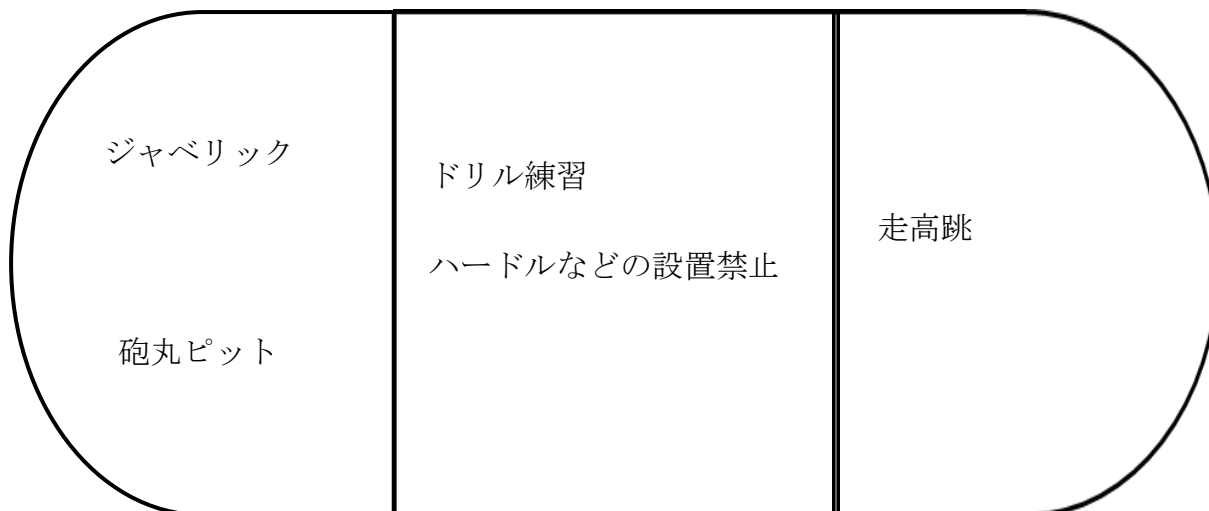 ジャベリック
砲丸ピット
ドリル練習
ハードルなどの設置禁止
走高跳